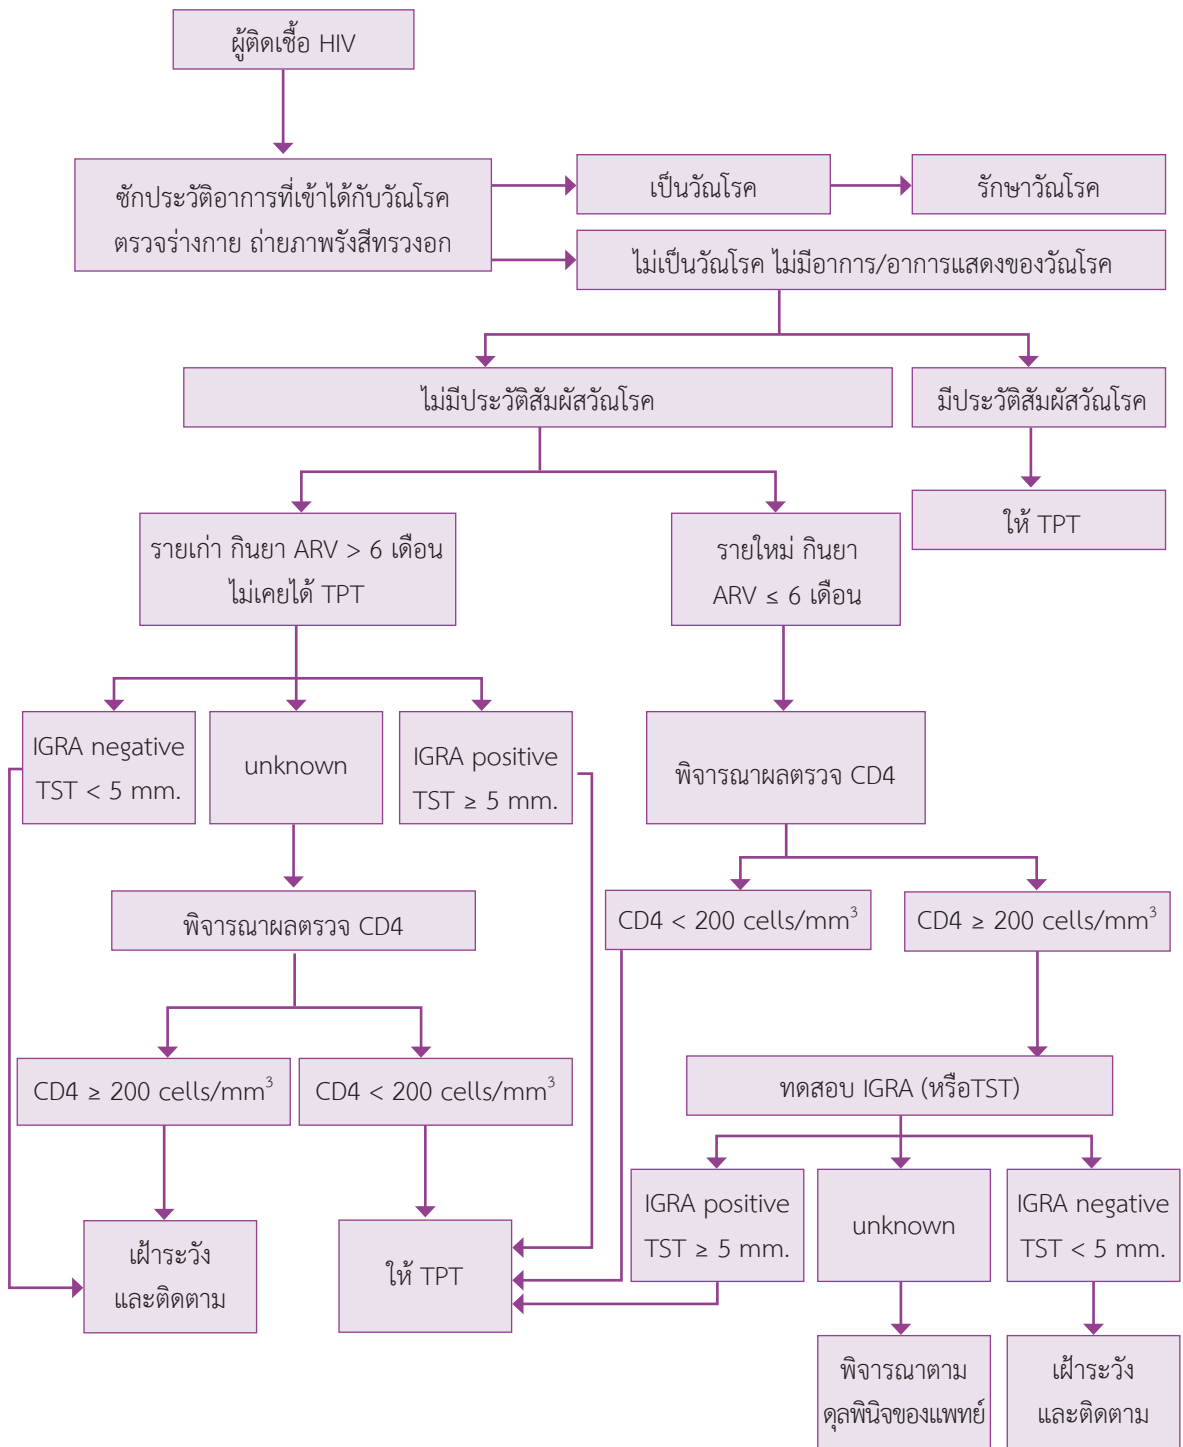 ผู้ติดเชื้อ HIV
ซักประวัติอาการที่เข้าได้กับวัณโรค
ตรวจร่างกาย ถ่ายภาพรังสีทรวงอก
เป็นวัณโรค
รักษาวัณโรค
ไม่เป็นวัณโรค ไม่มีอาการ/อาการแสดงของวัณโรค
ไม่มีประวัติสัมผัสวัณโรค
มีประวัติสัมผัสวัณโรค
ให้ TPT
รายเก่า กินยา ARV > 6 เดือน
ไม่เคยได้ TPT
รายใหม่ กินยา
ARV ≤ 6 เดือน
IGRA negative
TST < 5 mm.
unknown
IGRA positive
TST ≥ 5 mm.
พิจารณาผลตรวจ CD4
พิจารณาผลตรวจ CD4
CD4 < 200 cells/mm³
CD4 ≥ 200 cells/mm³
CD4 ≥ 200 cells/mm³
CD4 < 200 cells/mm³
ทดสอบ IGRA (หรือTST)
IGRA positive
TST ≥ 5 mm.
unknown
IGRA negative
TST < 5 mm.
เฝ้าระวัง
และติดตาม
ให้ TPT
พิจารณาตาม
ดุลพินิจของแพทย์
เฝ้าระวัง
และติดตาม